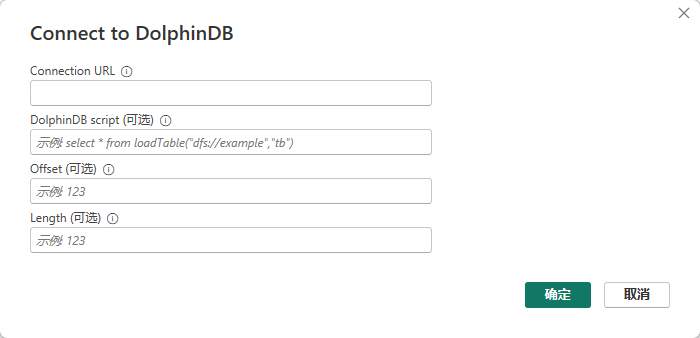 Connect to DolphinDB
Connection URL
DolphinDB script (可选)
示例: select * from loadTable("dfs://example","tb")
Offset (可选)
示例: 123
Length (可选)
示例: 123
确定 取消